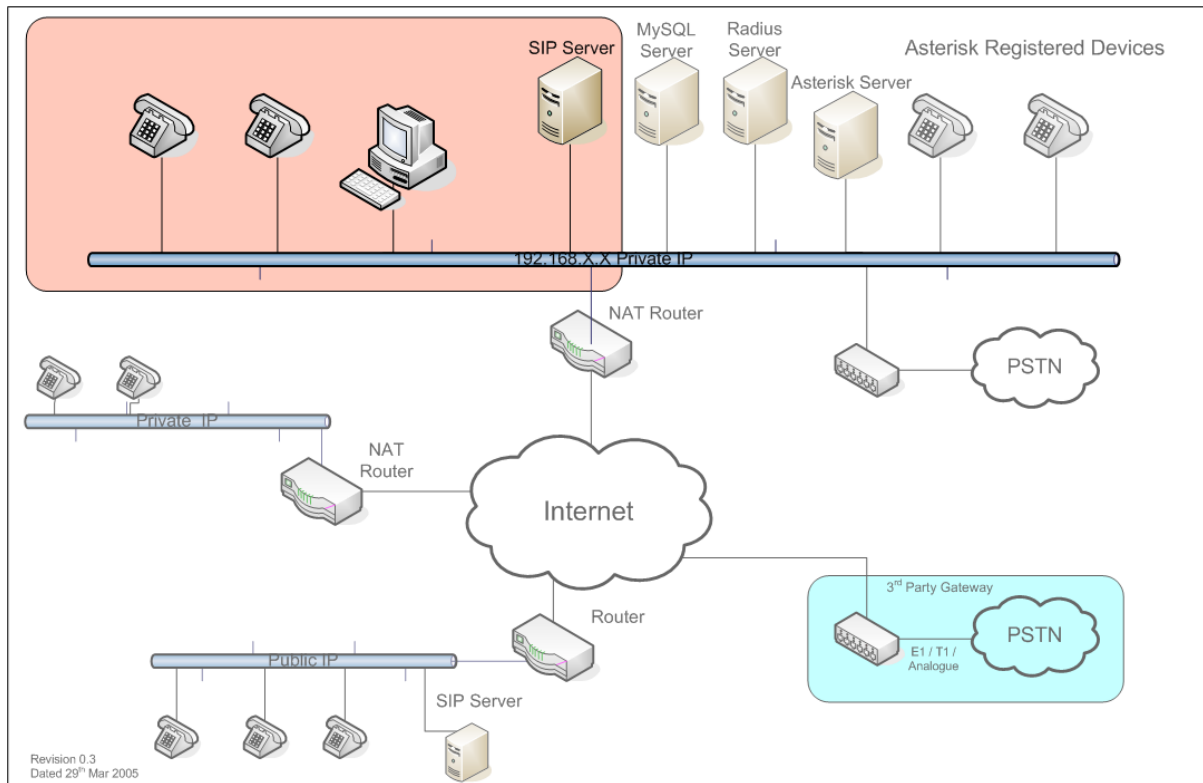 SIP Server
MySQL
Server
Radius
Server
Asterisk Server
Asterisk Registered Devices
192.168.X.X Private IP
NAT Router
PSTN
Private IP
NAT
Router
Internet
3rd Party Gateway
PSTN
E1 / T1 /
Analogue
Router
Public IP
SIP Server
Revision 0.3
Dated 29th Mar 2005